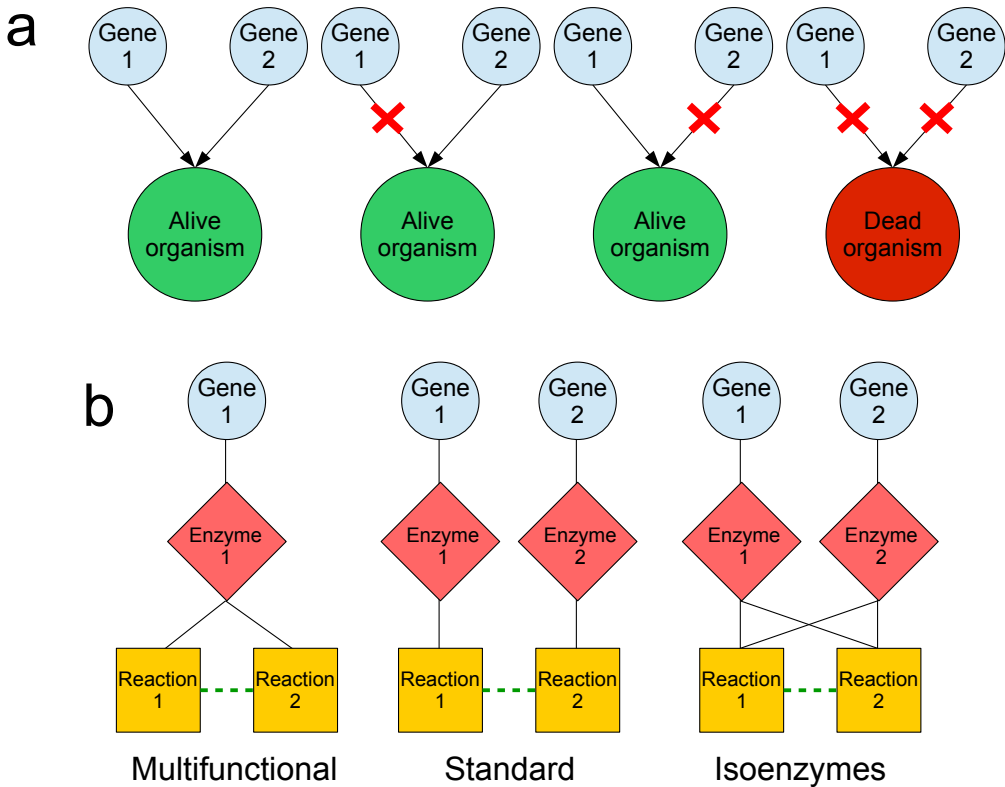 a
Gene
1
Gene
2
Gene
1
Gene
2
Gene
1
Gene
2
Gene
1
Gene
2
Alive
organism
Alive
organism
Alive
organism
Dead
organism
b
Gene
1
Gene
1
Gene
2
Gene
1
Gene
2
Enzyme
1
Enzyme
1
Enzyme
2
Enzyme
1
Enzyme
2
Reaction
1
Reaction
2
Reaction
1
Reaction
2
Reaction
1
Reaction
2
Multifunctional
Standard
Isoenzymes